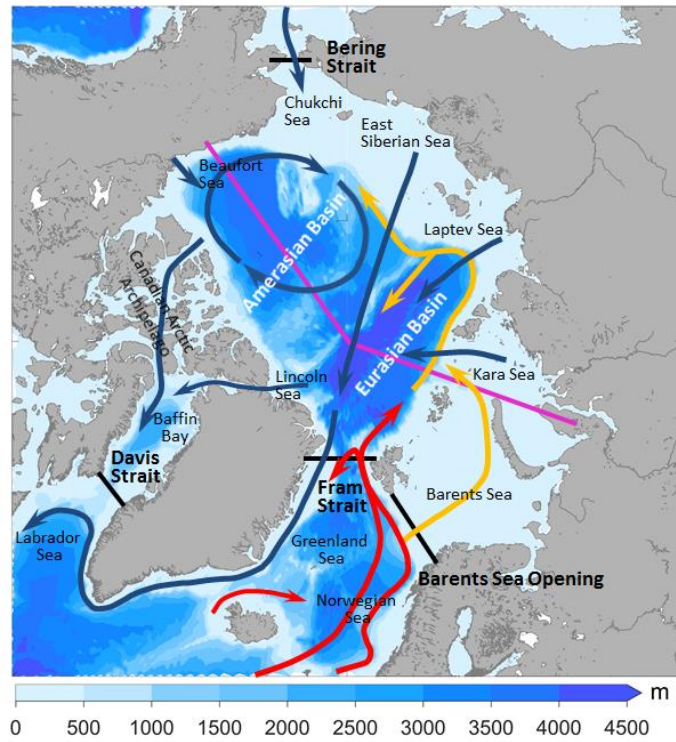 Bering
Strait
Chukchi
Sea
East
Siberian Sea
Beaufort
Sea
Laptev Sea
Amerasian Basin
Canadian Arctic
Archipelago
Eurasian Basin
Kara Sea
Lincoln
Sea
Baffin
Bay
Davis
Strait
Fram
Strait
Barents Sea
Labrador
Sea
Greenland
Sea
Barents Sea Opening
Norwegian
Sea
m
0 500 1000 1500 2000 2500 3000 3500 4000 4500